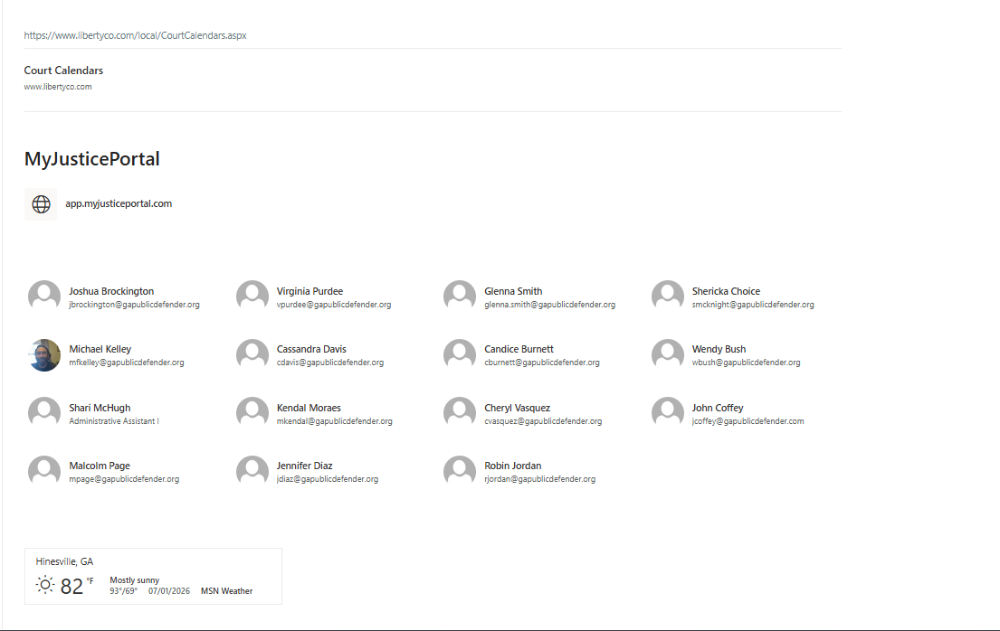 https://www.libertyco.com/local/CourtCalendars.aspx
Court Calendars
www.libertyco.com
MyJusticePortal
app.myjusticeportal.com
Joshua Brockington
jbrockington@gapublicdefender.org
Virginia Purdee
vpurdee@gapublicdefender.org
Glenna Smith
glenna.smith@gapublicdefender.org
Shericka Choice
smcknight@gapublicdefender.org
Michael Kelley
mfkelley@gapublicdefender.org
Cassandra Davis
cdavis@gapublicdefender.org
Candice Burnett
cburnett@gapublicdefender.org
Wendy Bush
wbush@gapublicdefender.org
Shari McHugh
Administrative Assistant I
Kendal Moraes
mkendal@gapublicdefender.org
Cheryl Vasquez
cvasquez@gapublicdefender.org
John Coffey
jcoffey@gapublicdefender.com
Malcolm Page
mpage@gapublicdefender.org
Jennifer Diaz
jdiaz@gapublicdefender.org
Robin Jordan
rjordan@gapublicdefender.org
Hinesville, GA
82 °F
Mostly sunny
93°/69° 07/01/2026 MSN Weather